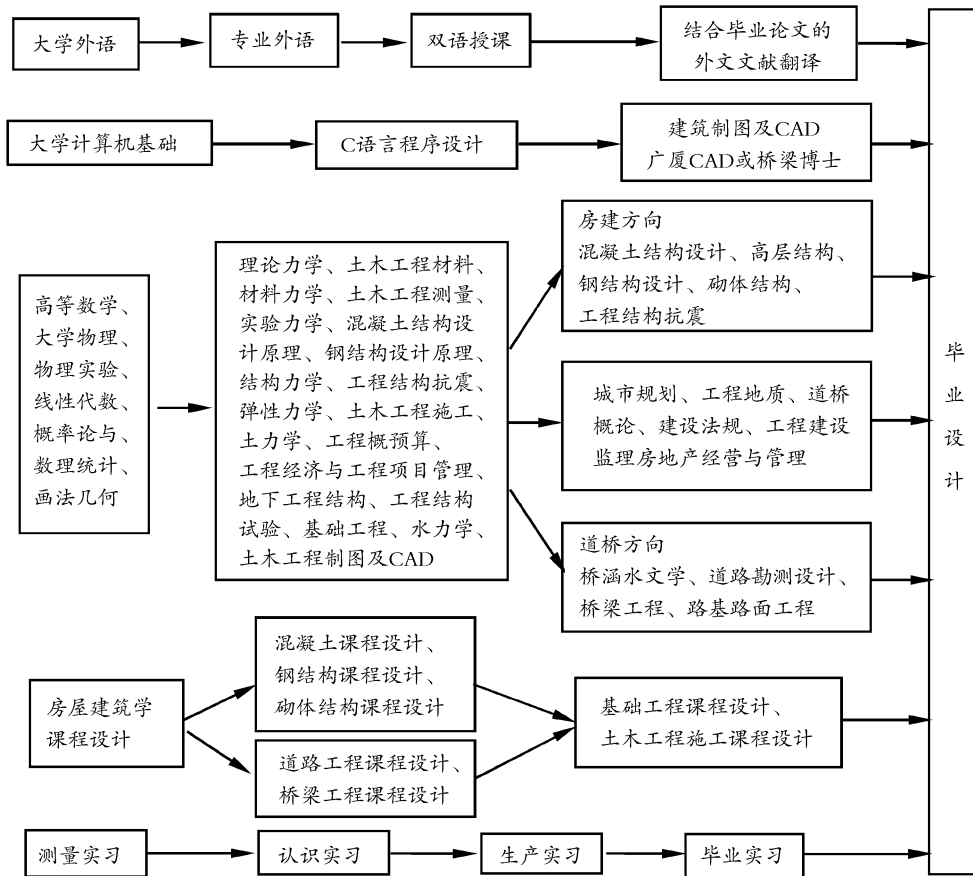 大学外语
专业外语
双语授课
结合毕业论文的
外文文献翻译
大学计算机基础
C语言程序设计
建筑制图及CAD
广厦CAD或桥梁博士
高等数学、
大学物理、
物理实验、
线性代数、
概率论与、
数理统计、
画法几何
理论力学、土木工程材料、
材料力学、土木工程测量、
实验力学、混凝土结构设
计原理、钢结构设计原理、
结构力学、工程结构抗震、
弹性力学、土木工程施工、
土力学、工程概预算、
工程经济与工程项目管理、
地下工程结构、工程结构
试验、基础工程、水力学、
土木工程制图及CAD
房建方向
混凝土结构设计、高层结构、
钢结构设计、砌体结构、
工程结构抗震
城市规划、工程地质、道桥
概论、建设法规、工程建设
监理房地产经营与管理
道桥方向
桥涵水文学、道路勘测设计、
桥梁工程、路基路面工程
房屋建筑学
课程设计
混凝土课程设计、
钢结构课程设计、
砌体结构课程设计
道路工程课程设计、
桥梁工程课程设计
基础工程课程设计、
土木工程施工课程设计
测量实习
认识实习
生产实习
毕业实习
毕业设计